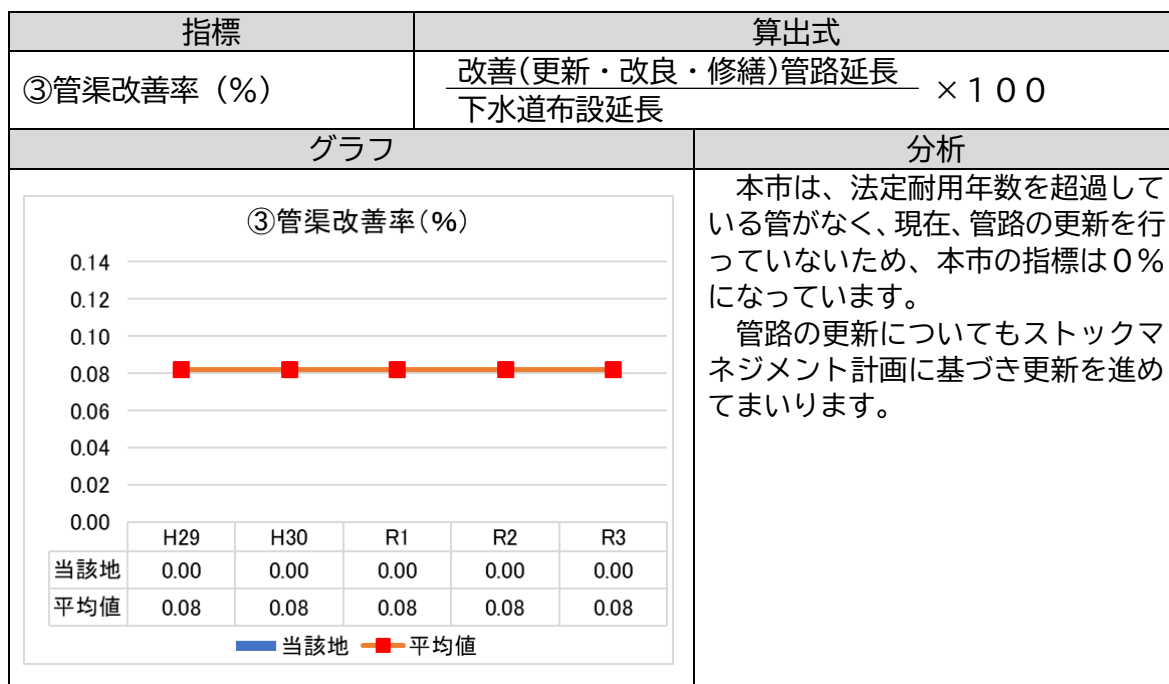 指標
算出式
③管渠改善率（%）
改善(更新・改良・修繕)管路延長
下水道布設延長
×１００
グラフ
分析
③管渠改善率(%)
0.14
0.12
0.10
0.08
0.06
0.04
0.02
0.00
H29 H30 R1 R2 R3
当該地 0.00 0.00 0.00 0.00 0.00
平均値 0.08 0.08 0.08 0.08 0.08
当該地 平均値
本市は、法定耐用年数を超過して
いる管がなく、現在、管路の更新を行
っていないため、本市の指標は０％
になっています。
管路の更新についてもストックマ
ネジメント計画に基づき更新を進め
てまいります。